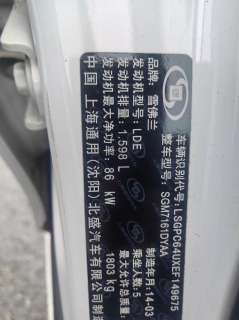 品牌: 雪佛兰
车辆识别代号: LSGPC64UXEF149675
整车型号: SGM7161DYAA
发动机型号: LDE
发动机排量: 1.598 L
制造年月: 14-03
乘坐人数: 5
发动机最大净功率: 86 kW
最大允许总质量: 1803 kg
中国 上海通用(沈阳)北盛汽车有限公司制造